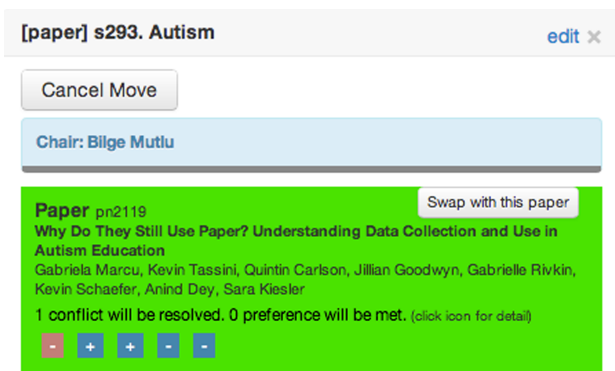 [paper] s293. Autism
edit ×
Cancel Move
Chair: Bilge Mutlu
Swap with this paper
Paper pn2119
Why Do They Still Use Paper? Understanding Data Collection and Use in
Autism Education
Gabriela Marcu, Kevin Tassini, Quintin Carlson, Jillian Goodwyn, Gabrielle Rivkin,
Kevin Schaefer, Anind Dey, Sara Kiesler
1 conflict will be resolved. 0 preference will be met. (click icon for detail)
- + + - -